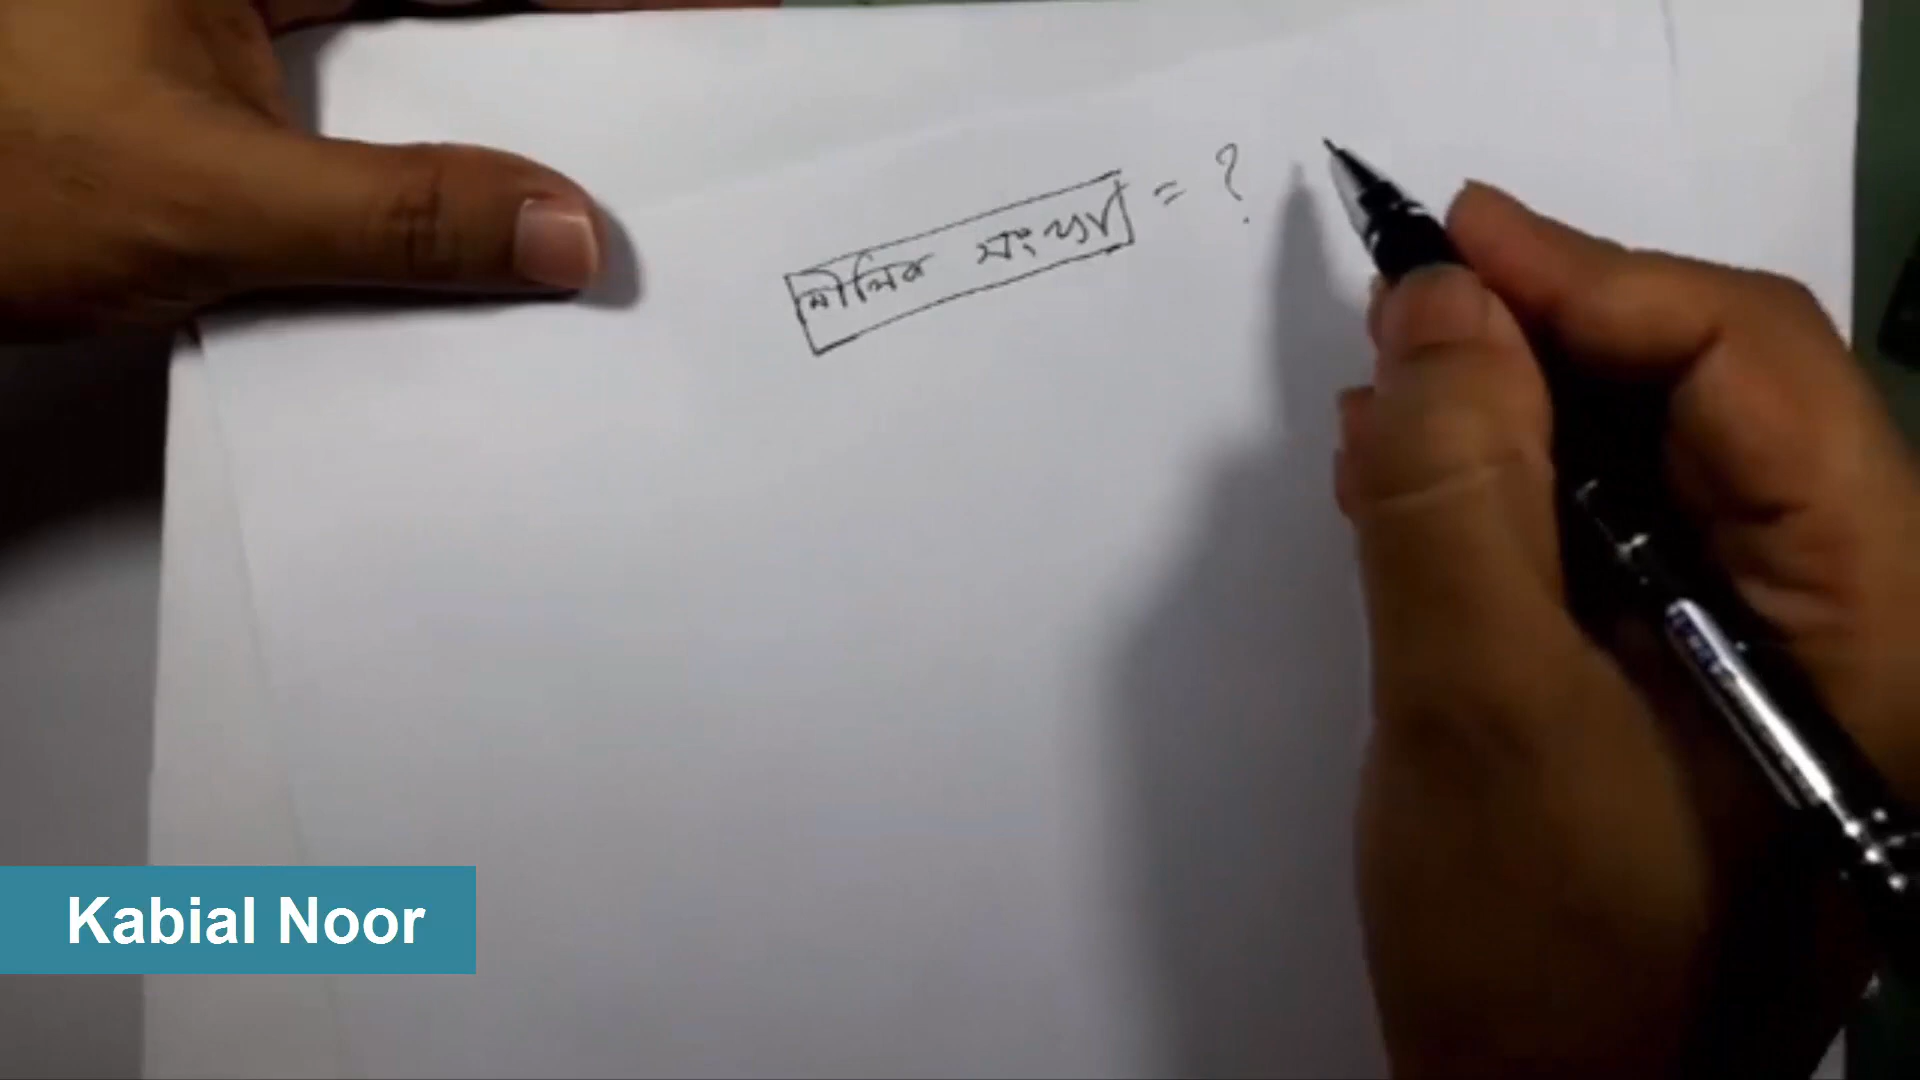 মৌলিক সংখ্যা = ?
Kabial Noor